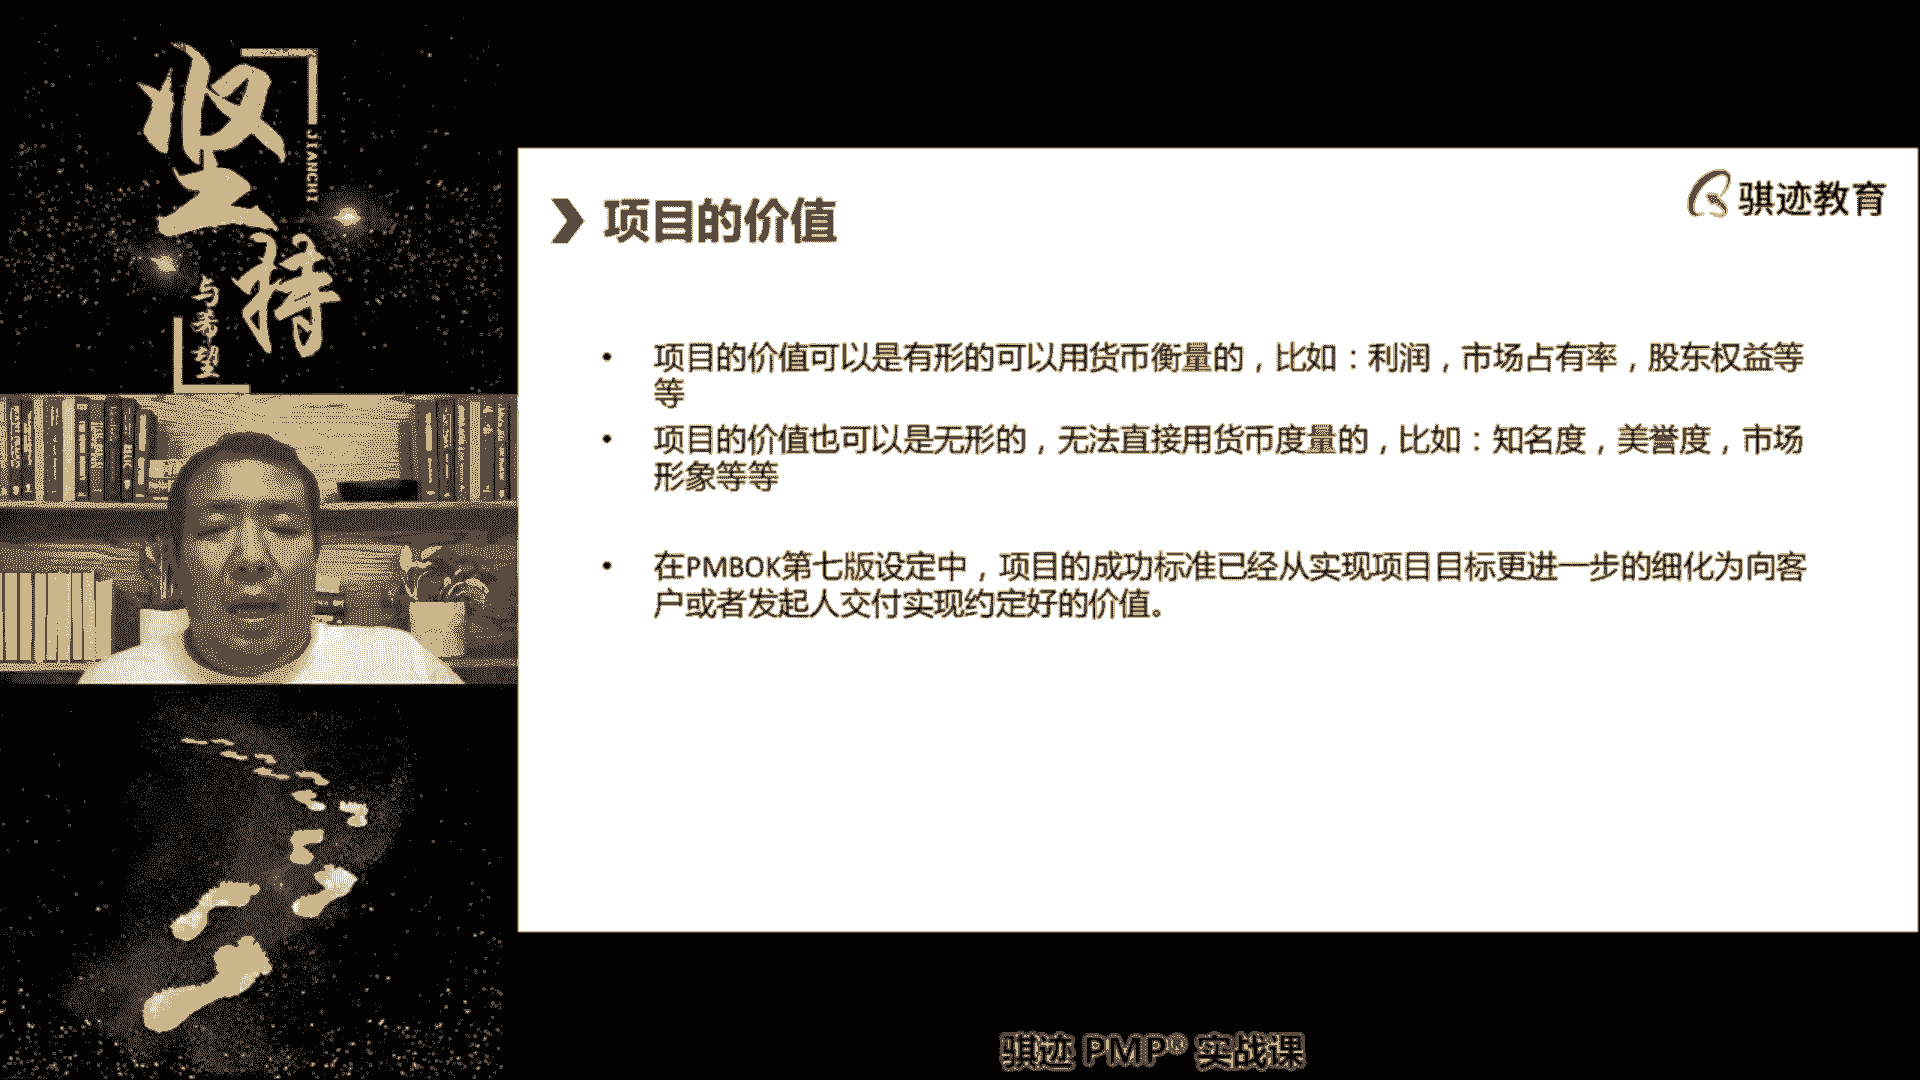 坚持
JIANCHI
与希望
项目的价值
骐迹教育
• 项目的价值可以是有形的可以用货币衡量的，比如：利润，市场占有率，股东权益等
等
• 项目的价值也可以是无形的，无法直接用货币度量的，比如：知名度，美誉度，市场
形象等等
• 在PMBOK第七版设定中，项目的成功标准已经从实现项目目标更进一步的细化为向客
户或者发起人交付实现约定好的价值。
骐迹 PMP® 实战课